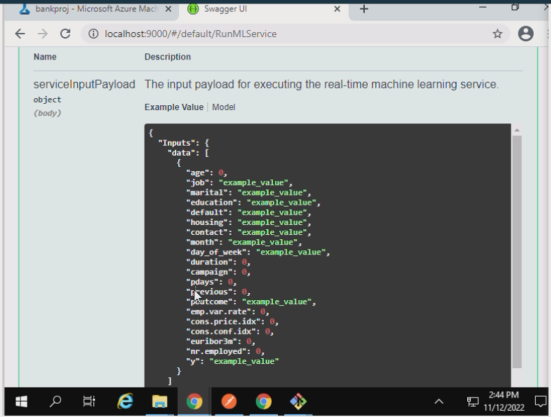 bankproj - Microsoft Azure Mach
Swagger UI
localhost:9000/#/default/RunMLService
Name Description
serviceInputPayload The input payload for executing the real-time machine learning service.
object
(body)
Example Value | Model
{
"Inputs": {
"data": [
{
"age": 0,
"job": "example_value",
"marital": "example_value",
"education": "example_value",
"default": "example_value",
"housing": "example_value",
"contact": "example_value",
"month": "example_value",
"day_of_week": "example_value",
"duration": 0,
"campaign": 0,
"pdays": 0,
"previous": 0,
"poutcome": "example_value",
"emp.var.rate": 0,
"cons.price.idx": 0,
"cons.conf.idx": 0,
"euribor3m": 0,
"nr.employed": 0,
"y": "example_value"
}
]
2:44 PM
11/12/2022